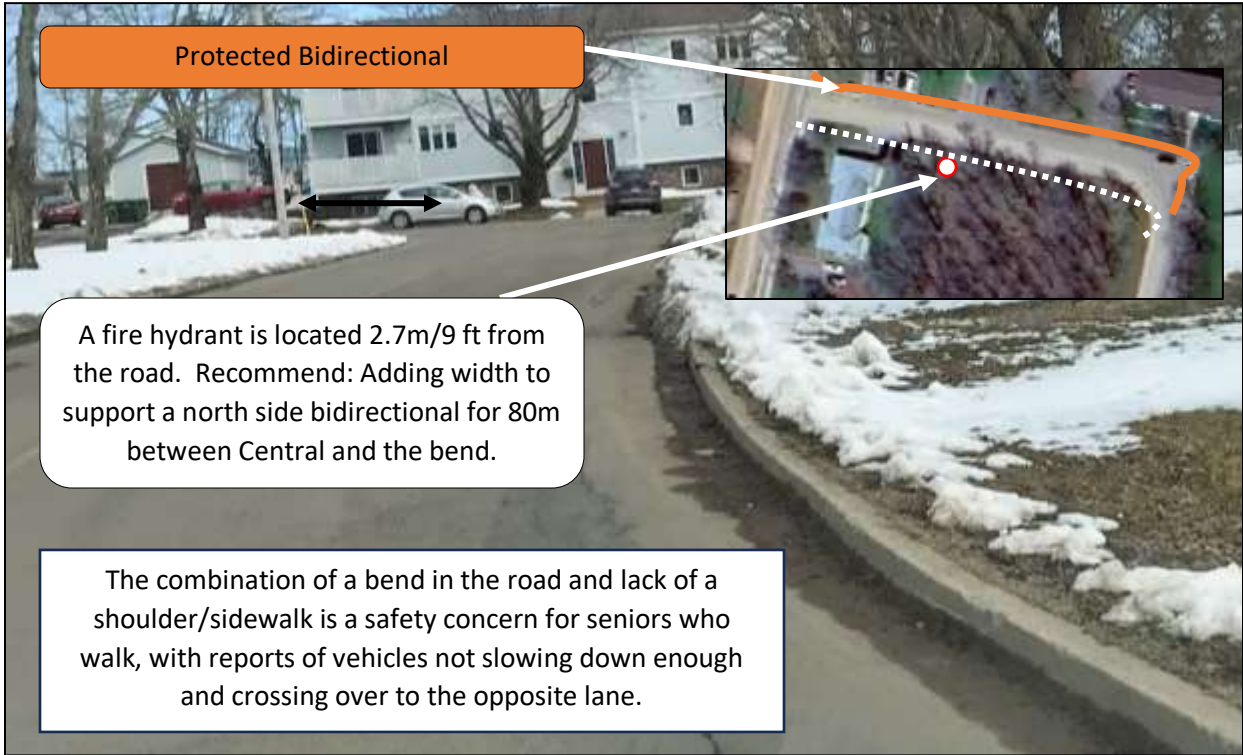 Protected Bidirectional
A fire hydrant is located 2.7m/9 ft from
the road.  Recommend: Adding width to
support a north side bidirectional for 80m
between Central and the bend.
The combination of a bend in the road and lack of a
shoulder/sidewalk is a safety concern for seniors who
walk, with reports of vehicles not slowing down enough
and crossing over to the opposite lane.